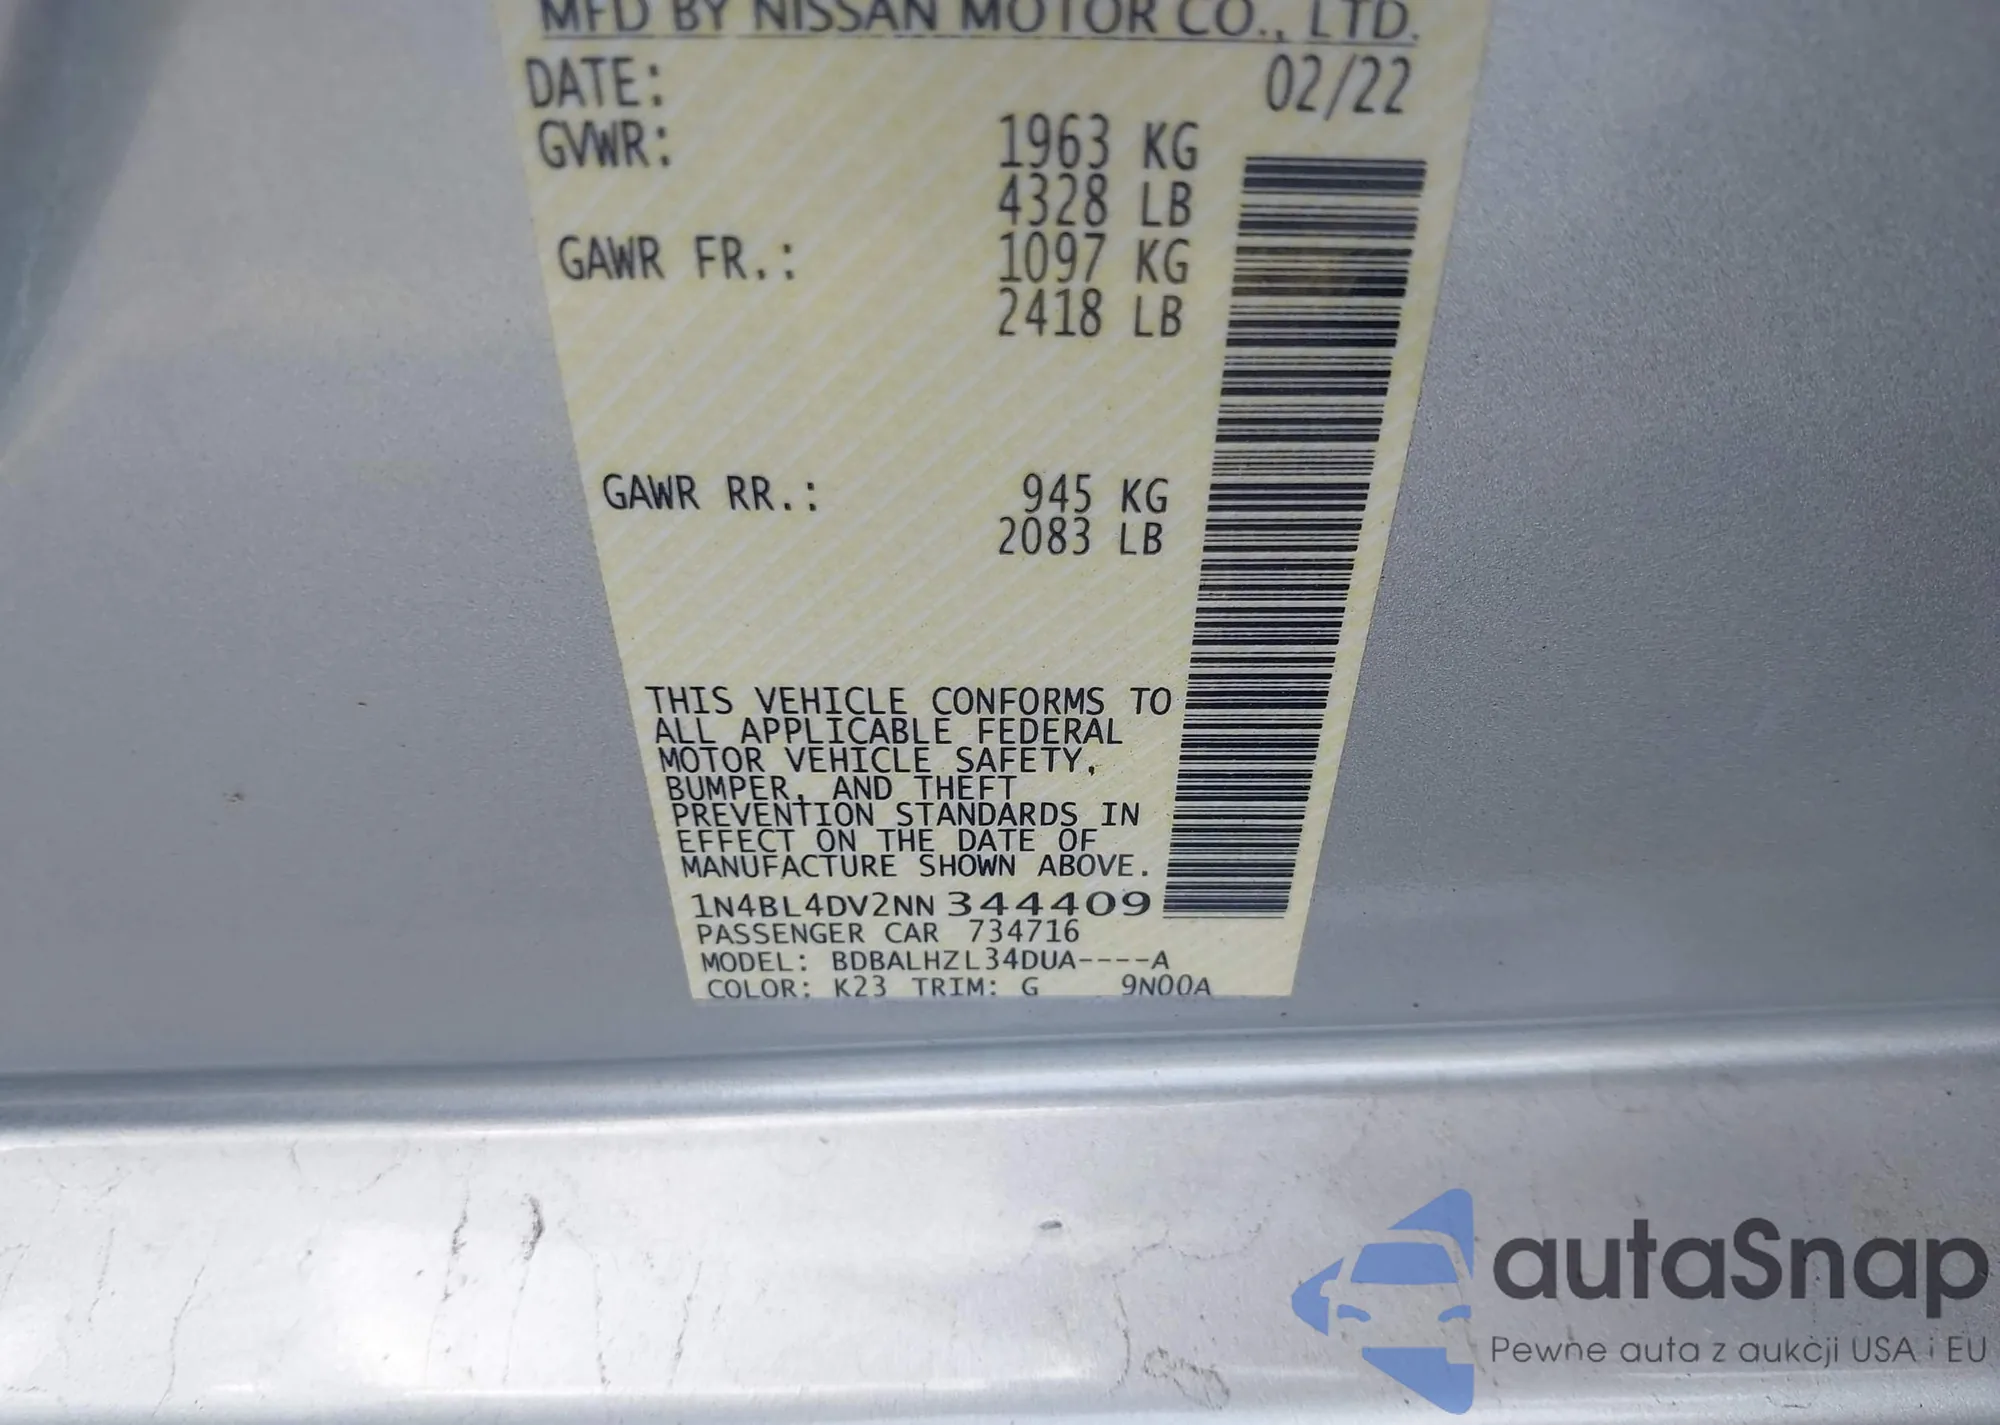 MFD BY NISSAN MOTOR CO., LTD.
DATE: 02/22
GVWR: 1963 KG
4328 LB
GAWR FR.: 1097 KG
2418 LB
GAWR RR.: 945 KG
2083 LB
THIS VEHICLE CONFORMS TO
ALL APPLICABLE FEDERAL
MOTOR VEHICLE SAFETY,
BUMPER, AND THEFT
PREVENTION STANDARDS IN
EFFECT ON THE DATE OF
MANUFACTURE SHOWN ABOVE.
1N4BL4DV2NN 344409
PASSENGER CAR 734716
MODEL: BDBALHZL34DUA----A
COLOR: K23 TRIM: G 9N00A
autaSnap
Pewne auta z aukcji USA i EU